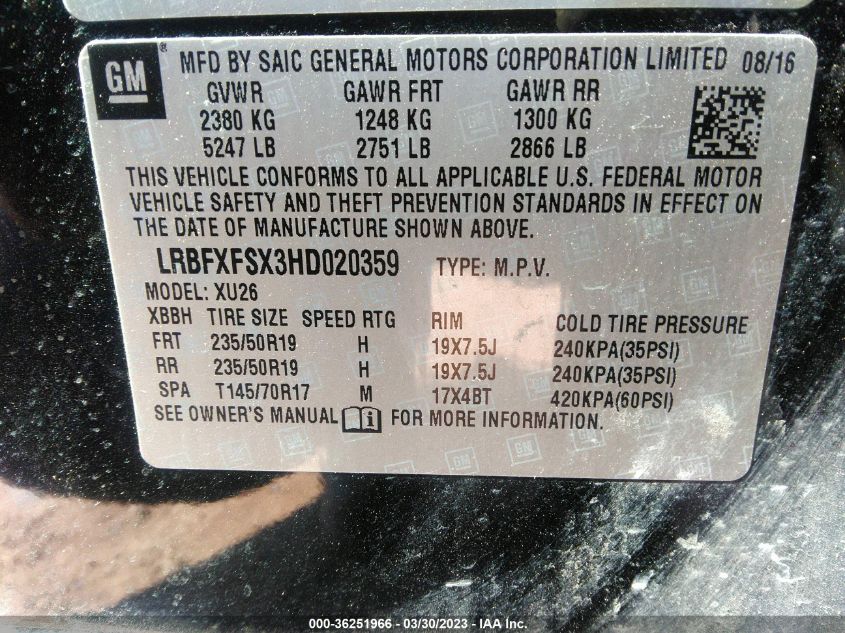 GM ® MFD BY SAIC GENERAL MOTORS CORPORATION LIMITED 08/16
GVWR GAWR FRT GAWR RR
2380 KG 1248 KG 1300 KG
5247 LB 2751 LB 2866 LB
THIS VEHICLE CONFORMS TO ALL APPLICABLE U.S. FEDERAL MOTOR
VEHICLE SAFETY AND THEFT PREVENTION STANDARDS IN EFFECT ON
THE DATE OF MANUFACTURE SHOWN ABOVE.
LRBFXFSX3HD020359 TYPE: M.P.V.
MODEL: XU26
XBBH TIRE SIZE SPEED RTG RIM COLD TIRE PRESSURE
FRT 235/50R19 H 19X7.5J 240KPA(35PSI)
RR 235/50R19 H 19X7.5J 240KPA(35PSI)
SPA T145/70R17 M 17X4BT 420KPA(60PSI)
SEE OWNER'S MANUAL FOR MORE INFORMATION.
000-36251966 - 03/30/2023 - IAA Inc.